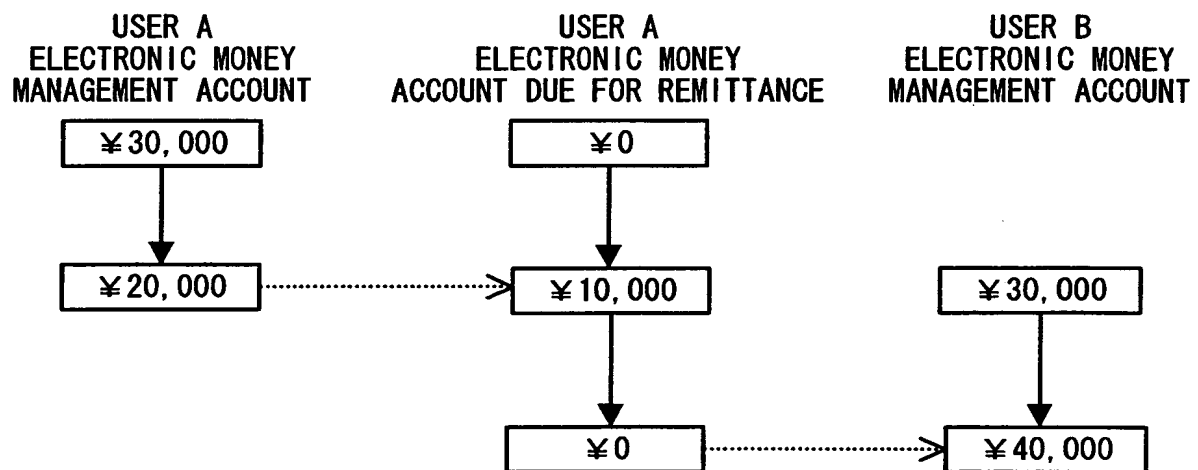 USER A
ELECTRONIC MONEY
MANAGEMENT ACCOUNT
USER A
ELECTRONIC MONEY
ACCOUNT DUE FOR REMITTANCE
USER B
ELECTRONIC MONEY
MANAGEMENT ACCOUNT
¥30,000
¥0
¥20,000
¥10,000
¥30,000
¥0
¥40,000